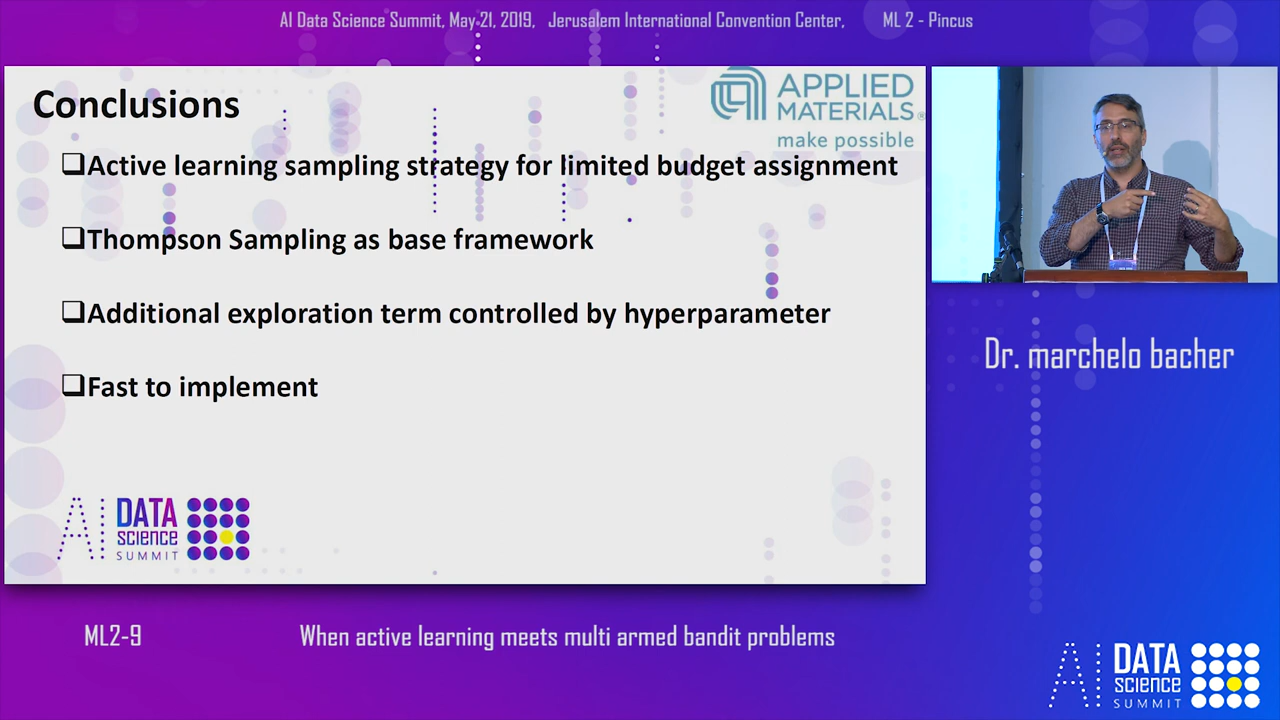 AI Data Science Summit, May 21, 2019, Jerusalem International Convention Center, ML 2 - Pincus
Conclusions
APPLIED
MATERIALS®
make possible
❑Active learning sampling strategy for limited budget assignment
❑Thompson Sampling as base framework
❑Additional exploration term controlled by hyperparameter
❑Fast to implement
AI DATA
SCIENCE
SUMMIT
Dr. marchelo bacher
ML2-9 When active learning meets multi armed bandit problems
AI DATA
SCIENCE
SUMMIT